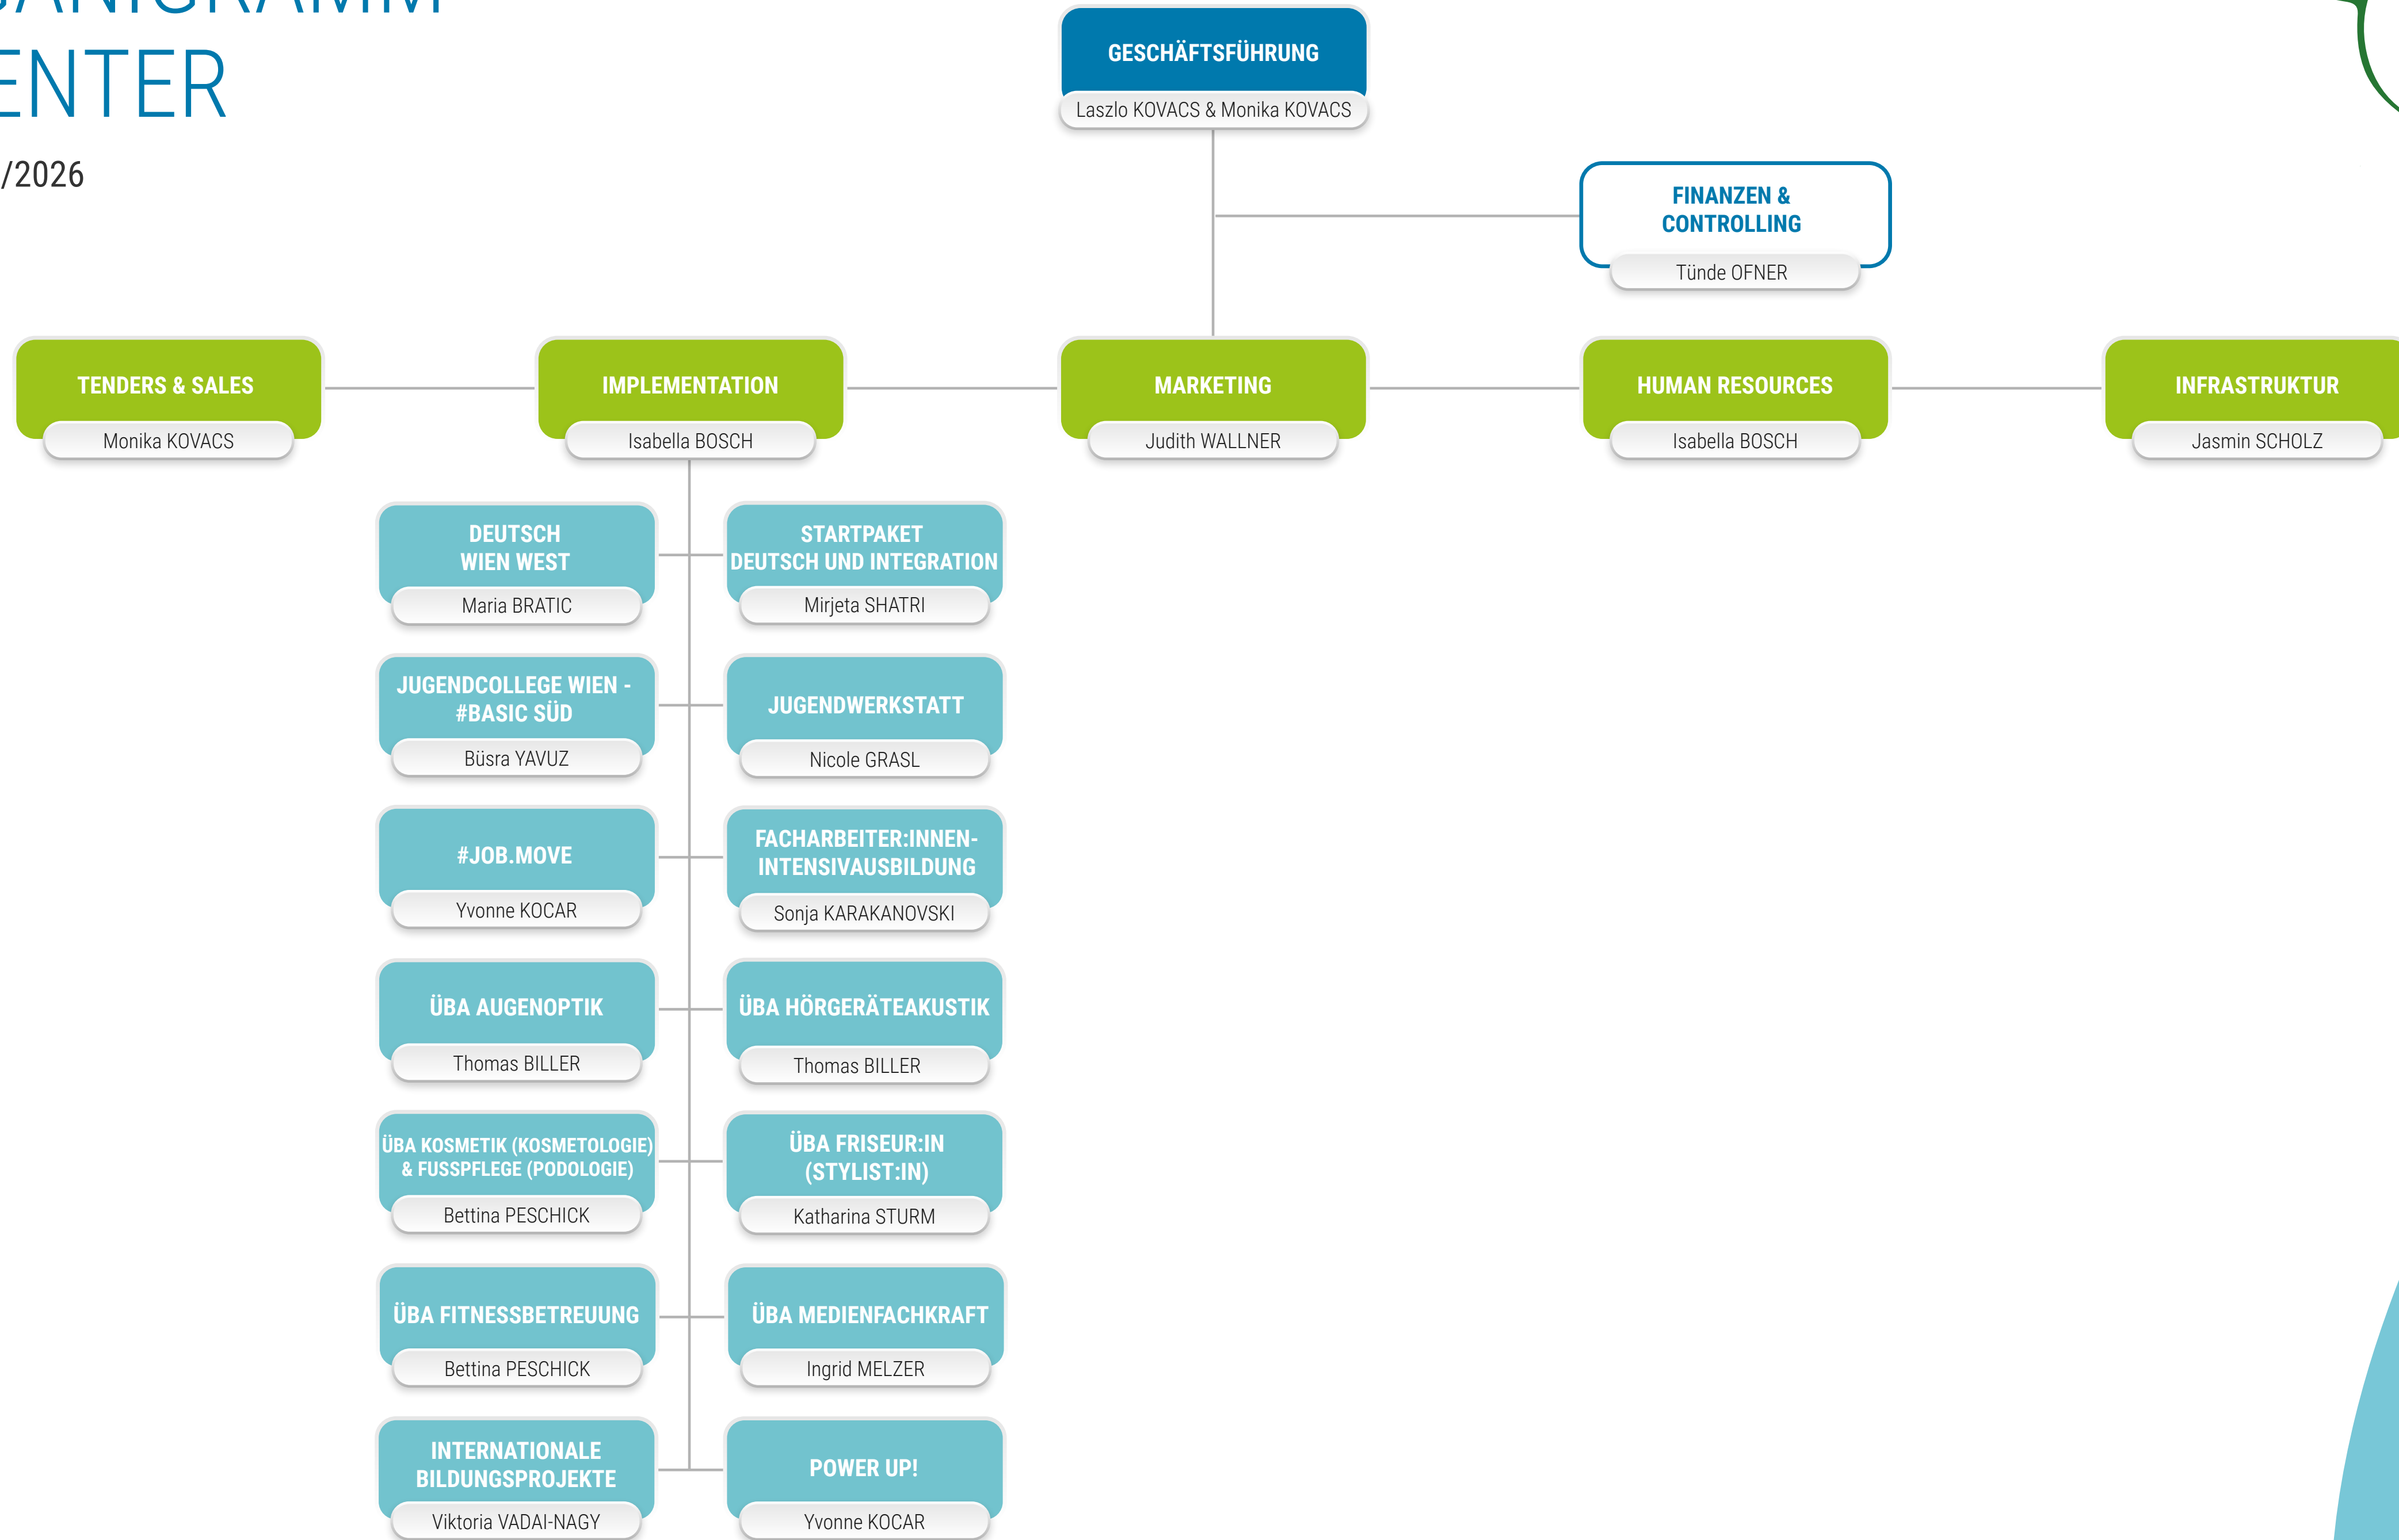 ENTER
/2026
GESCHÄFTSFÜHRUNG
Laszlo KOVACS & Monika KOVACS
FINANZEN &
CONTROLLING
Tünde OFNER
TENDERS & SALES
Monika KOVACS
IMPLEMENTATION
Isabella BOSCH
MARKETING
Judith WALLNER
HUMAN RESOURCES
Isabella BOSCH
INFRASTRUKTUR
Jasmin SCHOLZ
DEUTSCH
WIEN WEST
Maria BRATIC
STARTPAKET
DEUTSCH UND INTEGRATION
Mirjeta SHATRI
JUGENDCOLLEGE WIEN -
#BASIC SÜD
Büsra YAVUZ
JUGENDWERKSTATT
Nicole GRASL
#JOB.MOVE
Yvonne KOCAR
FACHARBEITER:INNEN-
INTENSIVAUSBILDUNG
Sonja KARAKANOVSKI
ÜBA AUGENOPTIK
Thomas BILLER
ÜBA HÖRGERÄTEAKUSTIK
Thomas BILLER
ÜBA KOSMETIK (KOSMETOLOGIE)
& FUSSPFLEGE (PODOLOGIE)
Bettina PESCHICK
ÜBA FRISEUR:IN
(STYLIST:IN)
Katharina STURM
ÜBA FITNESSBETREUUNG
Bettina PESCHICK
ÜBA MEDIENFACHKRAFT
Ingrid MELZER
INTERNATIONALE
BILDUNGSPROJEKTE
Viktoria VADAI-NAGY
POWER UP!
Yvonne KOCAR